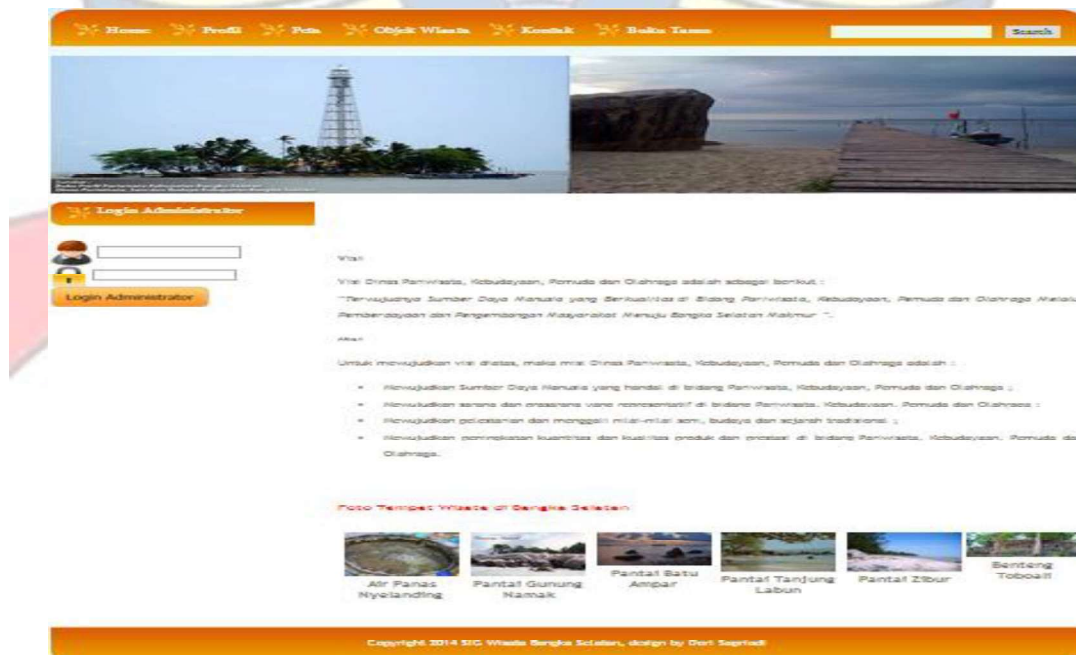 Home Profil Peta Objek Wisata Kontak Buku Tamu Search
Login Administrator
Login Administrator
Visi
Visi Dinas Pariwisata, Kebudayaan, Pemuda dan Olahraga adalah sebagai berikut :
"Terwujudnya Sumber Daya Manusia yang Berkualitas di Bidang Pariwisata, Kebudayaan, Pemuda dan Olahraga Melalui
Pemberdayaan dan Pengembangan Masyarakat Menuju Bangka Selatan Makmur ".
Misi
Untuk mewujudkan visi diatas, maka misi Dinas Pariwisata, Kebudayaan, Pemuda dan Olahraga adalah :
• Mewujudkan Sumber Daya Manusia yang handal di bidang Pariwisata, Kebudayaan, Pemuda dan Olahraga ;
• Mewujudkan sarana dan prasarana yang representatif di bidang Pariwisata, Kebudayaan, Pemuda dan Olahraga ;
• Mewujudkan pelestarian dan menggali nilai-nilai seni, budaya dan sejarah tradisional ;
• Mewujudkan peningkatan kuantitas dan kualitas produk dan prestasi di bidang Pariwisata, Kebudayaan, Pemuda dan
Olahraga.
Foto Tempat Wisata di Bangka Selatan
Air Panas Nyelanding
Pantai Gunung Namak
Pantai Batu Ampar
Pantai Tanjung Labun
Pantai Zibur
Benteng Toboali
Copyright 2014 SIG Wisata Bangka Selatan, design by Dori Sapriadi